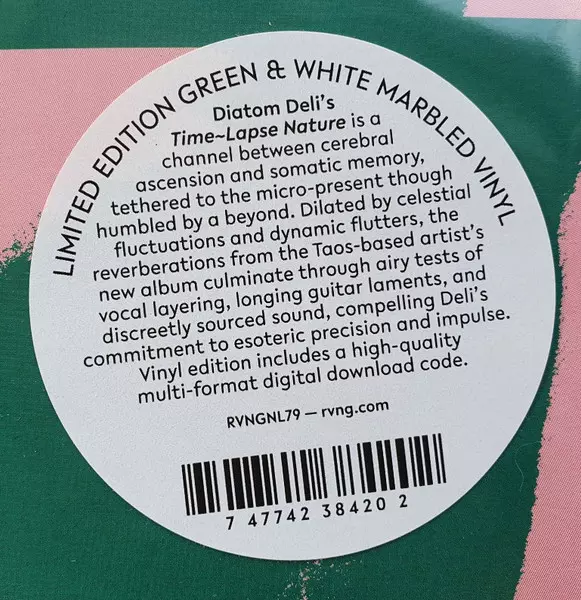 LIMITED EDITION GREEN & WHITE MARBLED VINYL
Diatom Deli's
Time~Lapse Nature is a
channel between cerebral
ascension and somatic memory,
tethered to the micro-present though
humbled by a beyond. Dilated by celestial
fluctuations and dynamic flutters, the
reverberations from the Taos-based artist's
new album culminate through airy tests of
vocal layering, longing guitar laments, and
discreetly sourced sound, compelling Deli's
commitment to esoteric precision and impulse.
Vinyl edition includes a high-quality
multi-format digital download code.
RVNGNL79 — rvng.com
7 47742 38420 2